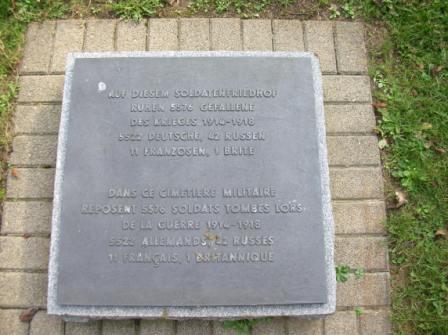 AUF DIESEM SOLDATENFRIEDHOF
RUHEN 5576 GEFALLENE
DES KRIEGES 1914-1918
5522 DEUTSCHE, 42 RUSSEN
11 FRANZOSEN, 1 BRITE
DANS CE CIMETIERE MILITAIRE
REPOSENT 5576 SOLDATS TOMBES LORS
DE LA GUERRE 1914-1918
5522 ALLEMANDS 42 RUSSES
11 FRANÇAIS, 1 BRITANNIQUE